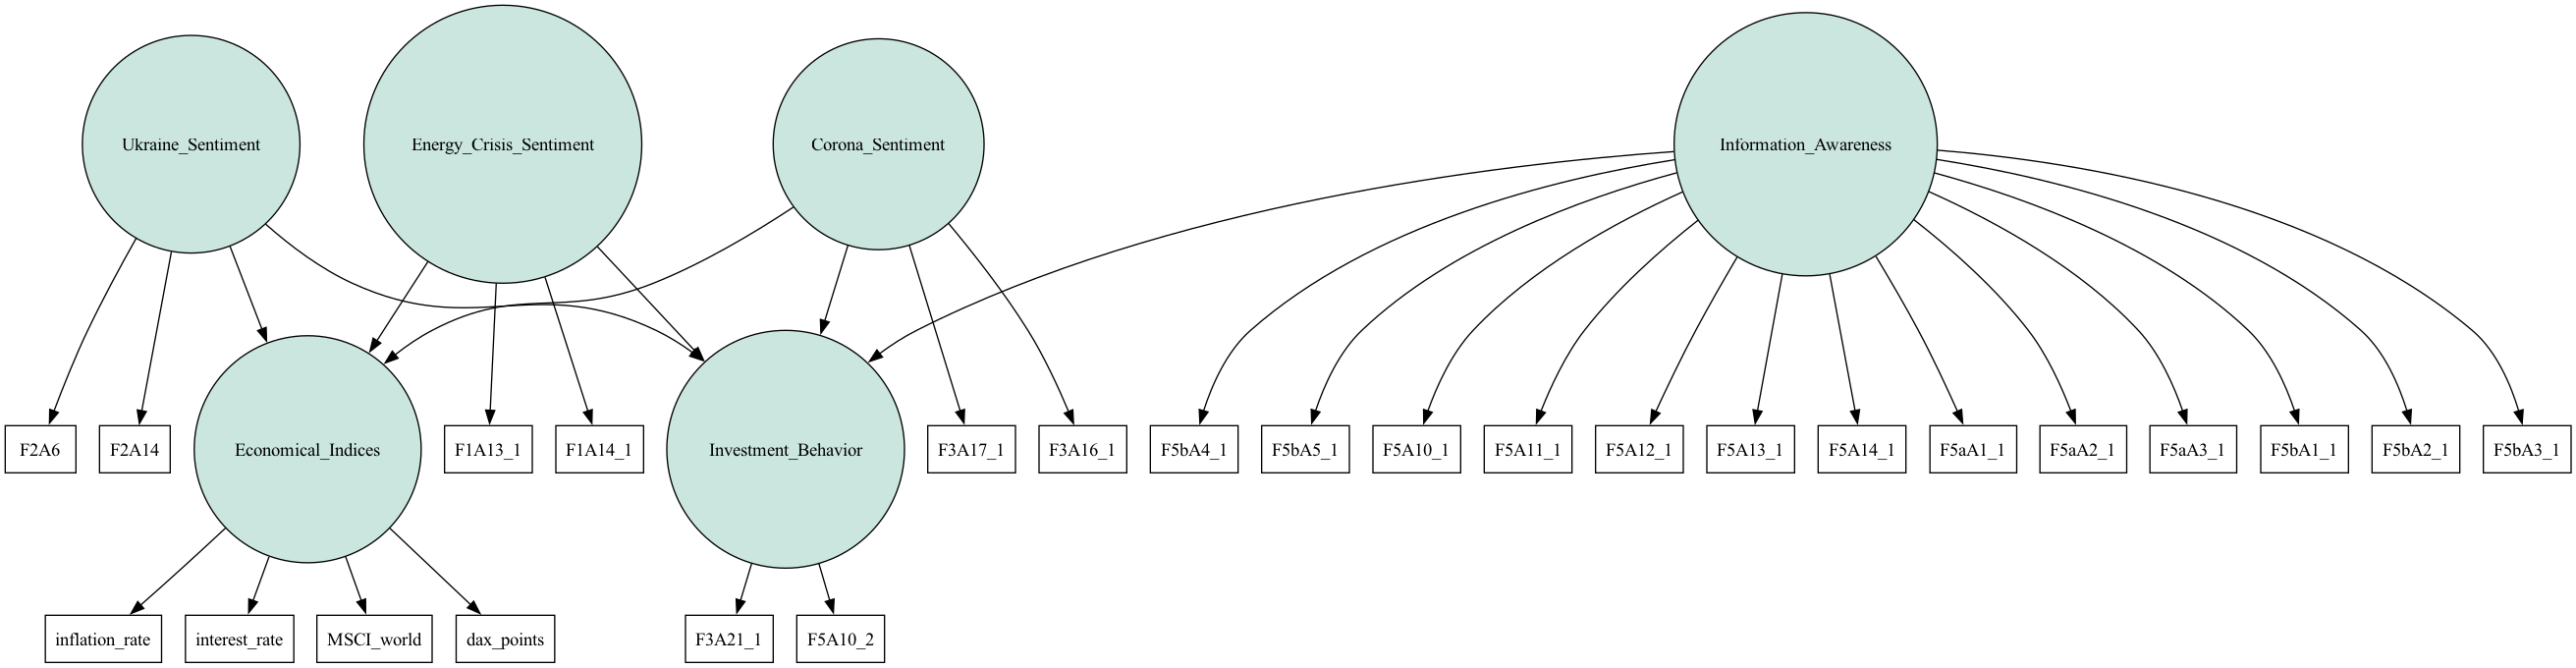 Ukraine_Sentiment
Energy_Crisis_Sentiment
Corona_Sentiment
Information_Awareness
F2A6
F2A14
Economical_Indices
F1A13_1
F1A14_1
Investment_Behavior
F3A17_1
F3A16_1
F5bA4_1
F5bA5_1
F5A10_1
F5A11_1
F5A12_1
F5A13_1
F5A14_1
F5aA1_1
F5aA2_1
F5aA3_1
F5bA1_1
F5bA2_1
F5bA3_1
inflation_rate
interest_rate
MSCI_world
dax_points
F3A21_1
F5A10_2